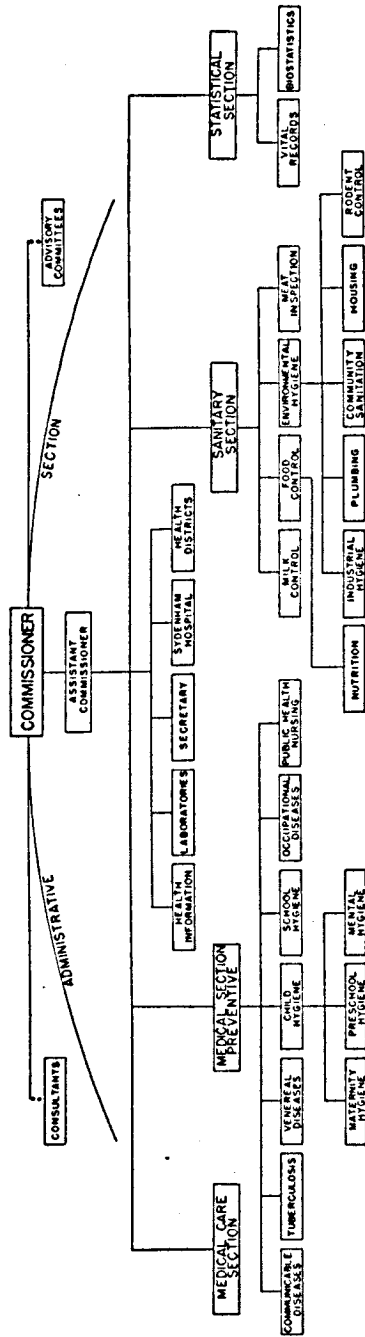 COMMISSIONER
CONSULTANTS
ADVISORY
COMMITTEES
ADMINISTRATIVE
SECTION
ASSISTANT
COMMISSIONER
HEALTH
INFORMATION
LABORATORIES
SECRETARY
SYDENHAM
HOSPITAL
HEALTH
DISTRICTS
MEDICAL CARE
SECTION
MEDICAL SECTION
PREVENTIVE
SANITARY
SECTION
STATISTICAL
SECTION
COMMUNICABLE
DISEASES
TUBERCULOSIS
VENEREAL
DISEASES
CHILD
HYGIENE
SCHOOL
HYGIENE
OCCUPATIONAL
DISEASES
PUBLIC HEALTH
NURSING
MILK
CONTROL
FOOD
CONTROL
ENVIRONMENTAL
HYGIENE
MEAT
INSPECTION
VITAL
RECORDS
BIOSTATISTICS
MATERNITY
HYGIENE
PRESCHOOL
HYGIENE
MENTAL
HYGIENE
NUTRITION
INDUSTRIAL
HYGIENE
PLUMBING
COMMUNITY
SANITATION
HOUSING
RODENT
CONTROL